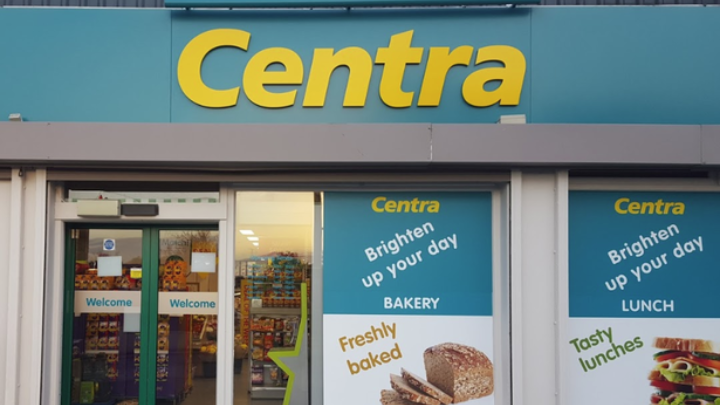 Centra
Welcome
Welcome
Centra
Brighten
up your day
BAKERY
Freshly
baked
Centra
Brighten
up your day
LUNCH
Tasty
lunches